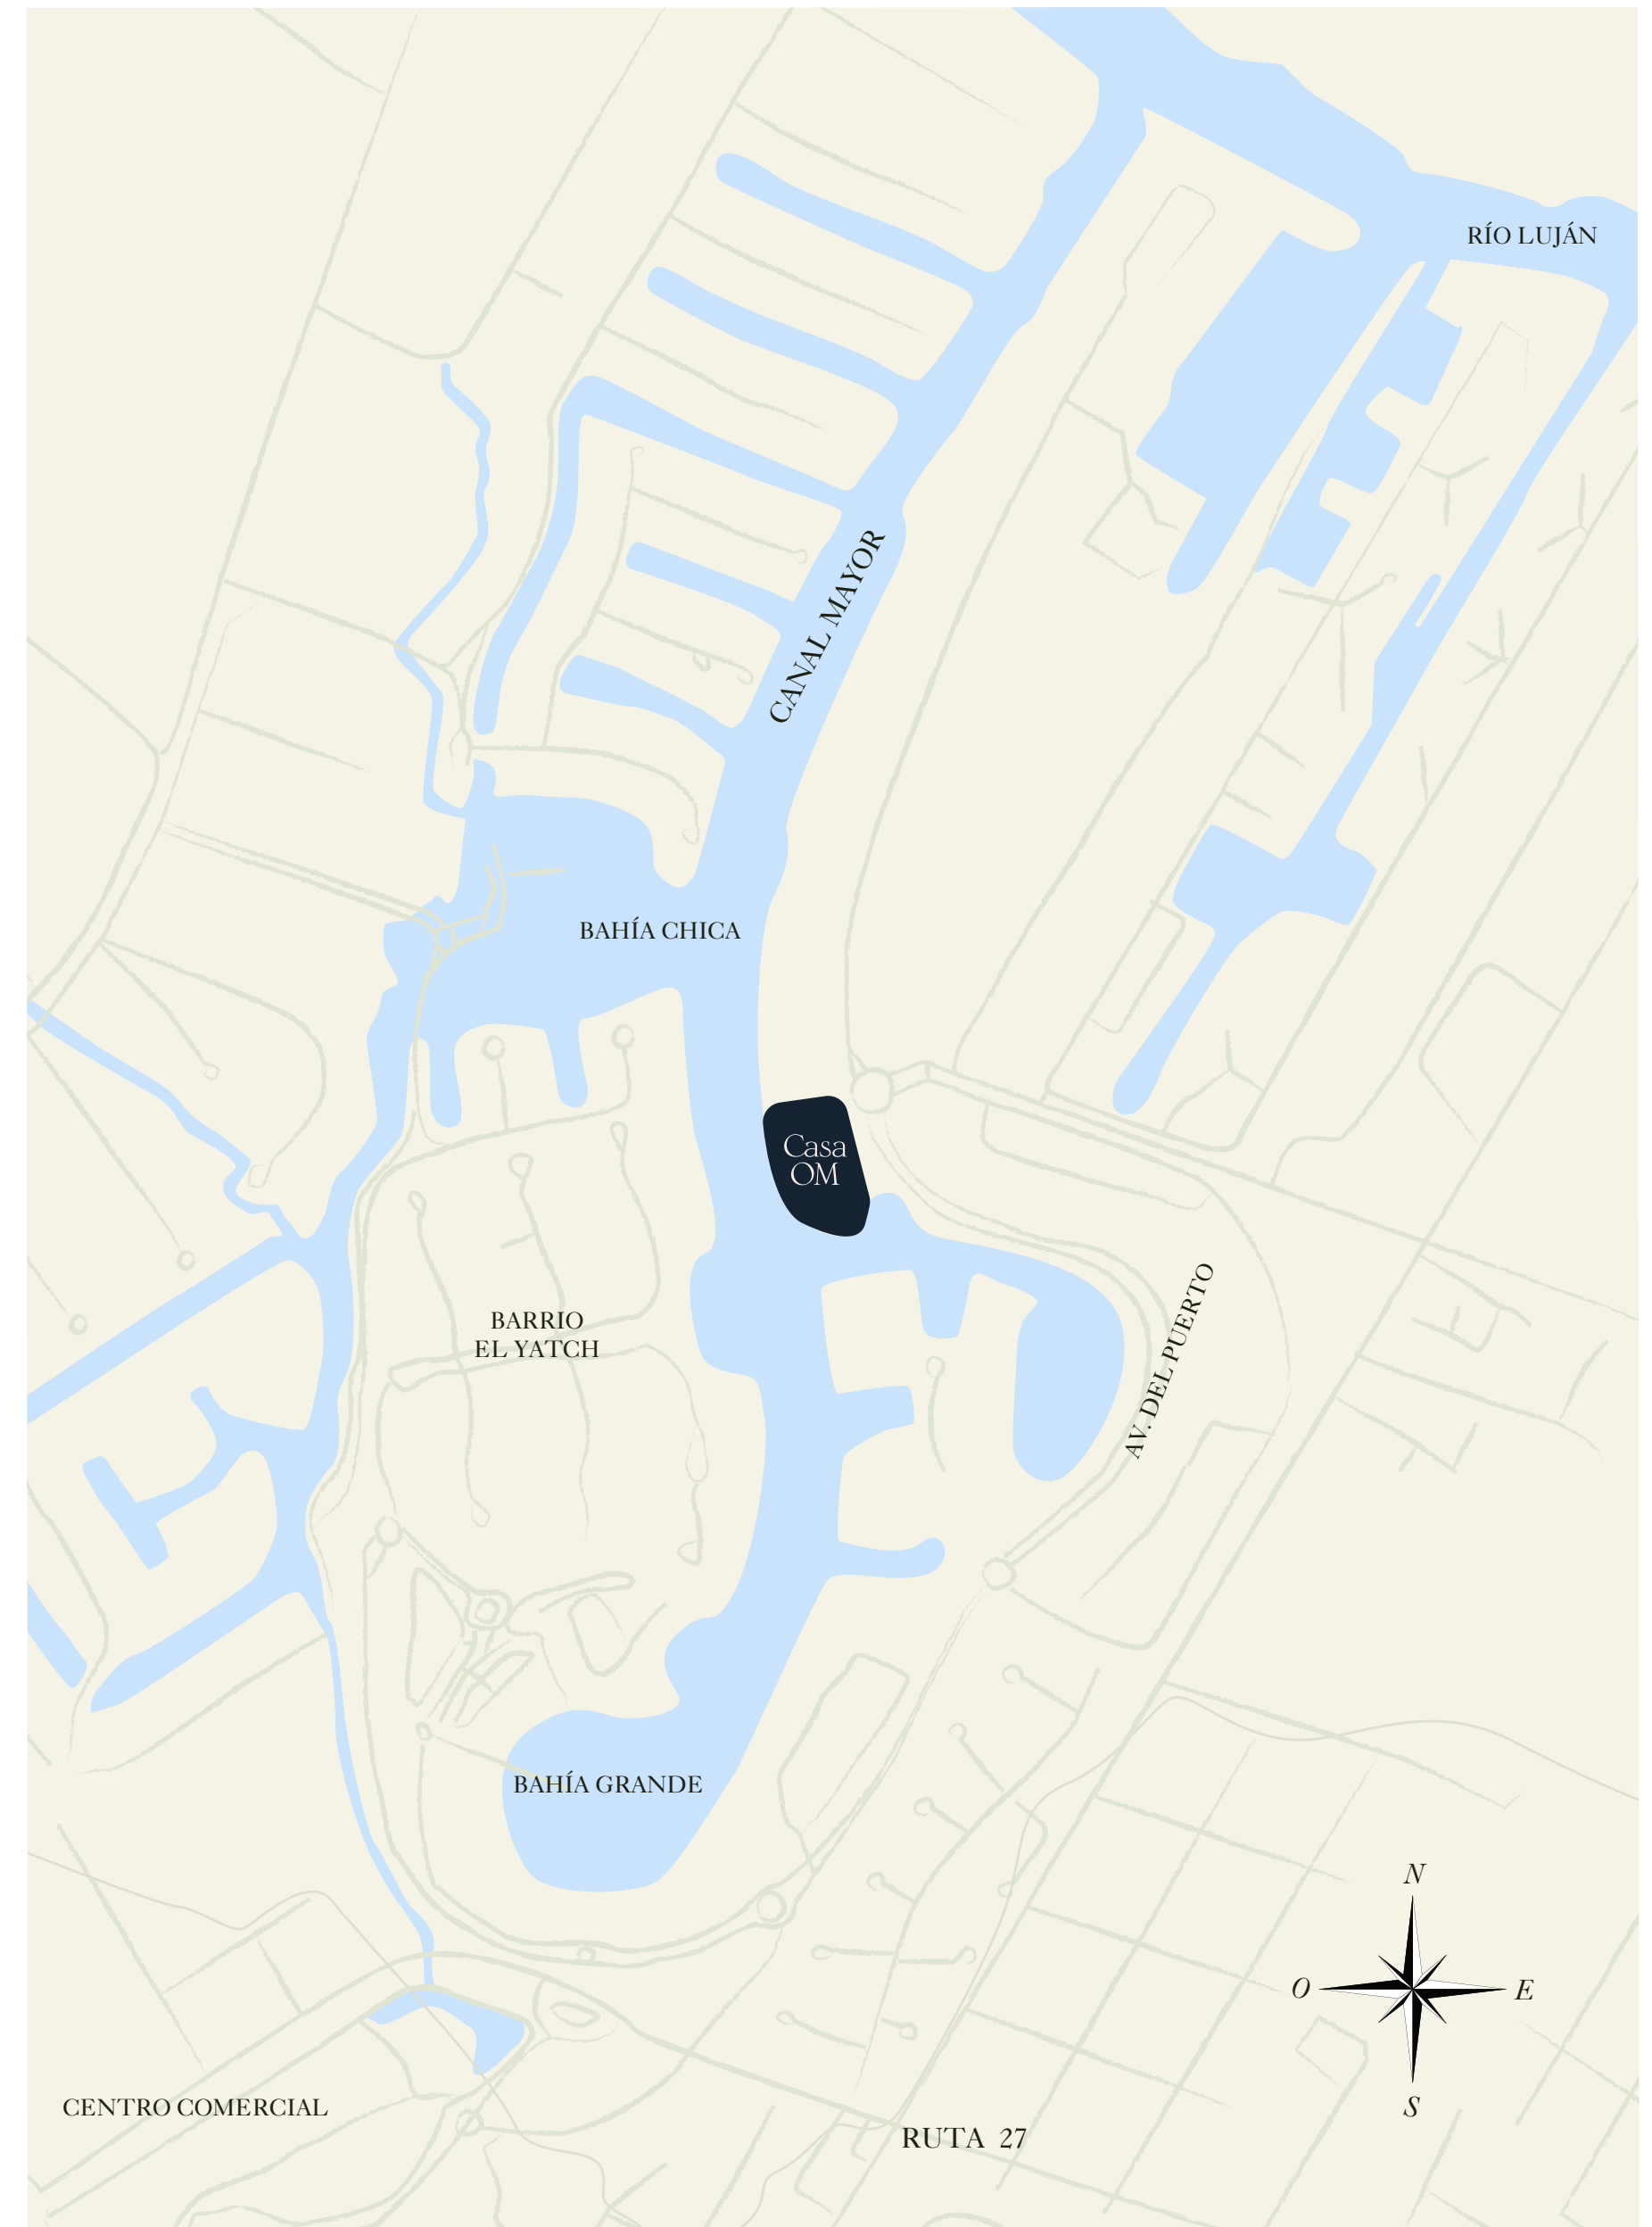 RÍO LUJÁN
CANAL MAYOR
BAHÍA CHICA
Casa
OM
BARRIO
EL YATCH
AV. DEL PUERTO
BAHÍA GRANDE
N
O
E
S
CENTRO COMERCIAL
RUTA 27